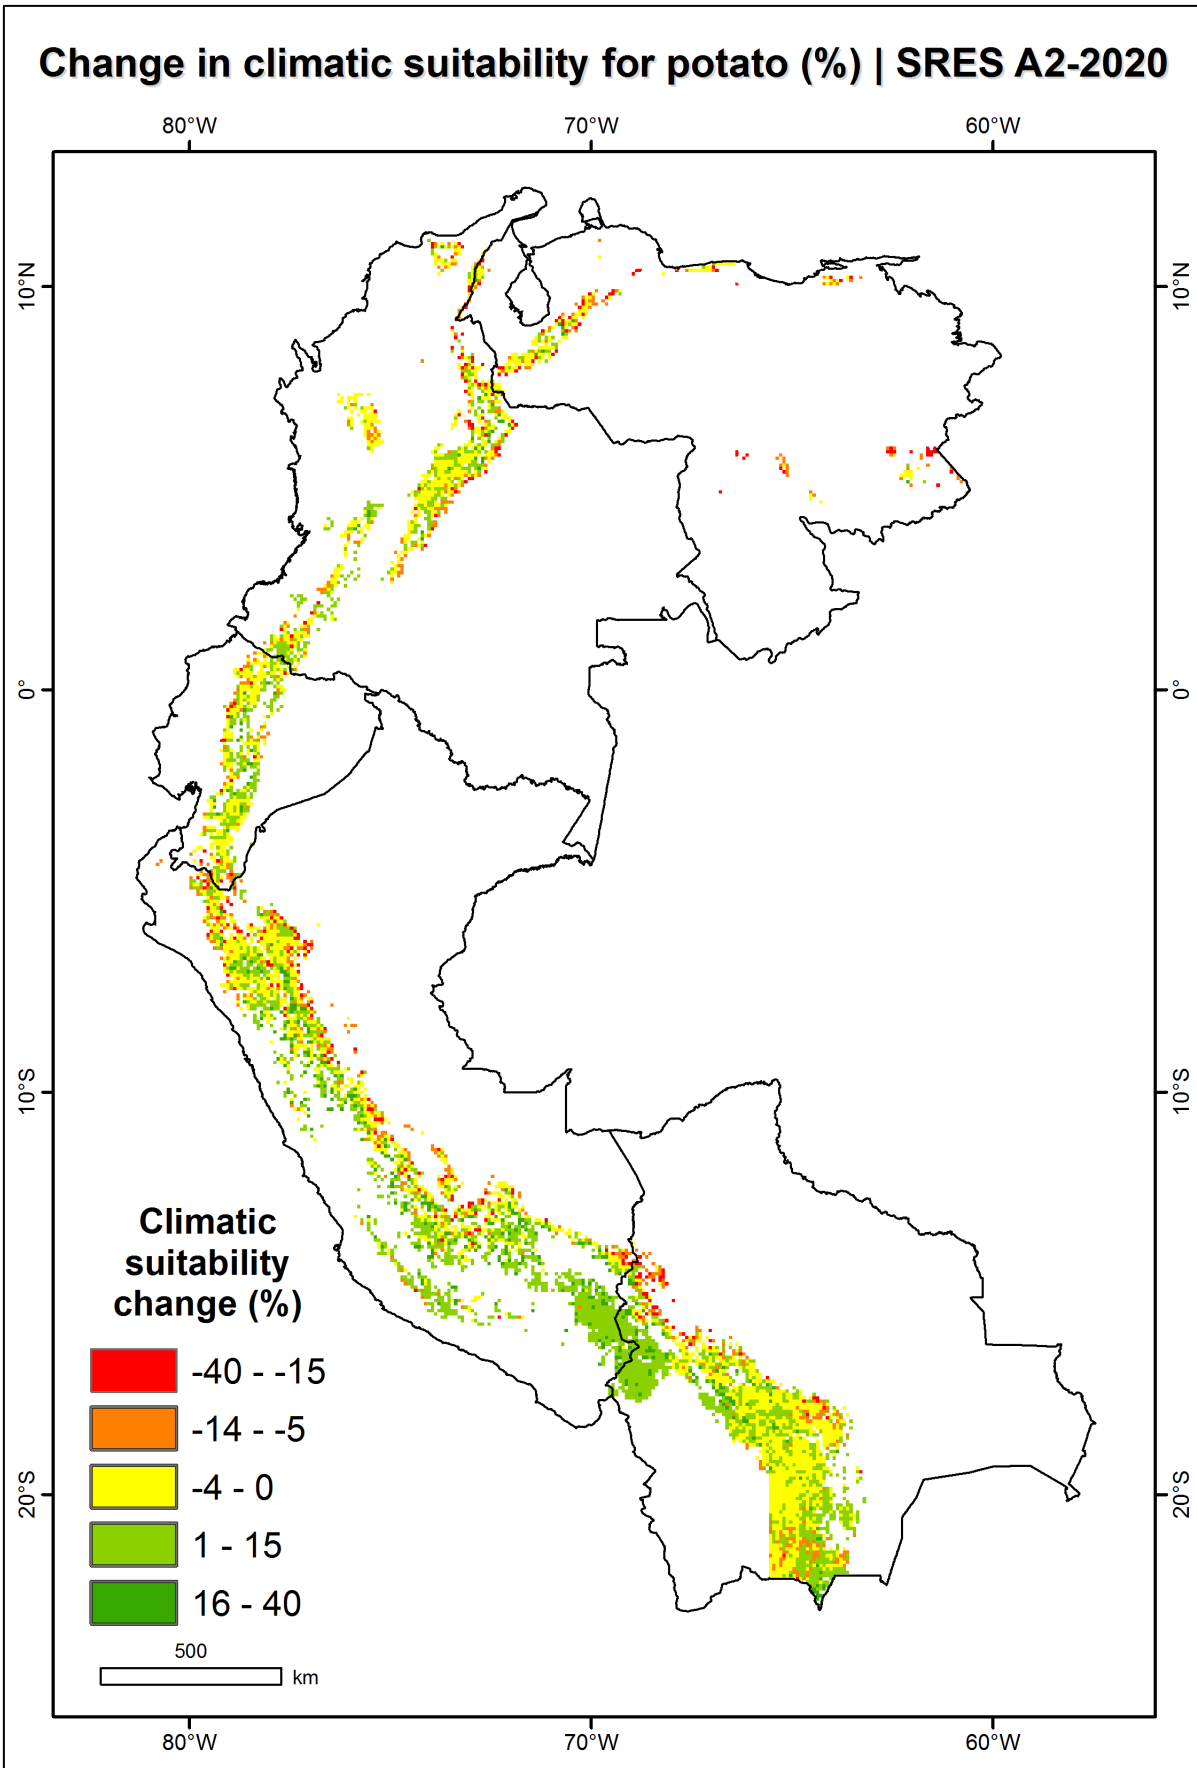 Change in climatic suitability for potato (%) | SRES A2-2020
80°W 70°W 60°W
10°N 10°N
0° 0°
10°S 10°S
Climatic
suitability
change (%)
-40 - -15
-14 - -5
-4 - 0
1 - 15
16 - 40
20°S 20°S
500
km
80°W 70°W 60°W